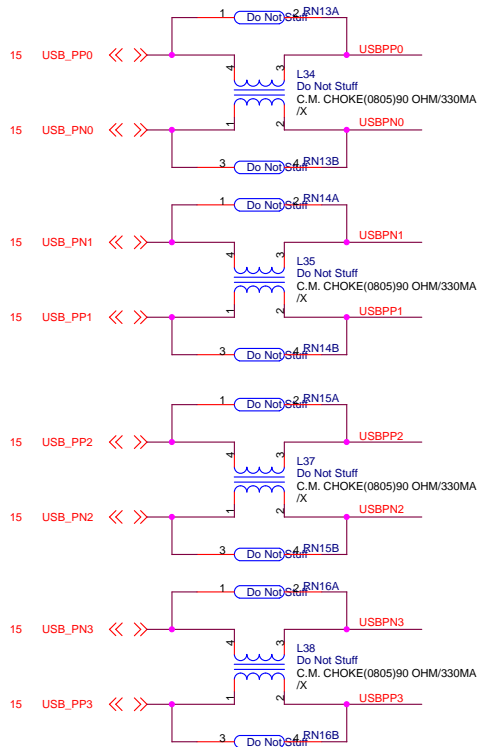 1 Do Not Stuff 2 RN13A
15 USB_PP0 USBPP0
4 3
L34
Do Not Stuff
C.M. CHOKE(0805)90 OHM/330MA
/X
1 2
15 USB_PN0 USBPN0
3 Do Not Stuff 4 RN13B
1 Do Not Stuff 2 RN14A
15 USB_PN1 USBPN1
4 3
L35
Do Not Stuff
C.M. CHOKE(0805)90 OHM/330MA
/X
1 2
15 USB_PP1 USBPP1
3 Do Not Stuff 4 RN14B
1 Do Not Stuff 2 RN15A
15 USB_PP2 USBPP2
4 3
L37
Do Not Stuff
C.M. CHOKE(0805)90 OHM/330MA
/X
1 2
15 USB_PN2 USBPN2
3 Do Not Stuff 4 RN15B
1 Do Not Stuff 2 RN16A
15 USB_PN3 USBPN3
4 3
L38
Do Not Stuff
C.M. CHOKE(0805)90 OHM/330MA
/X
1 2
15 USB_PP3 USBPP3
3 Do Not Stuff 4 RN16B